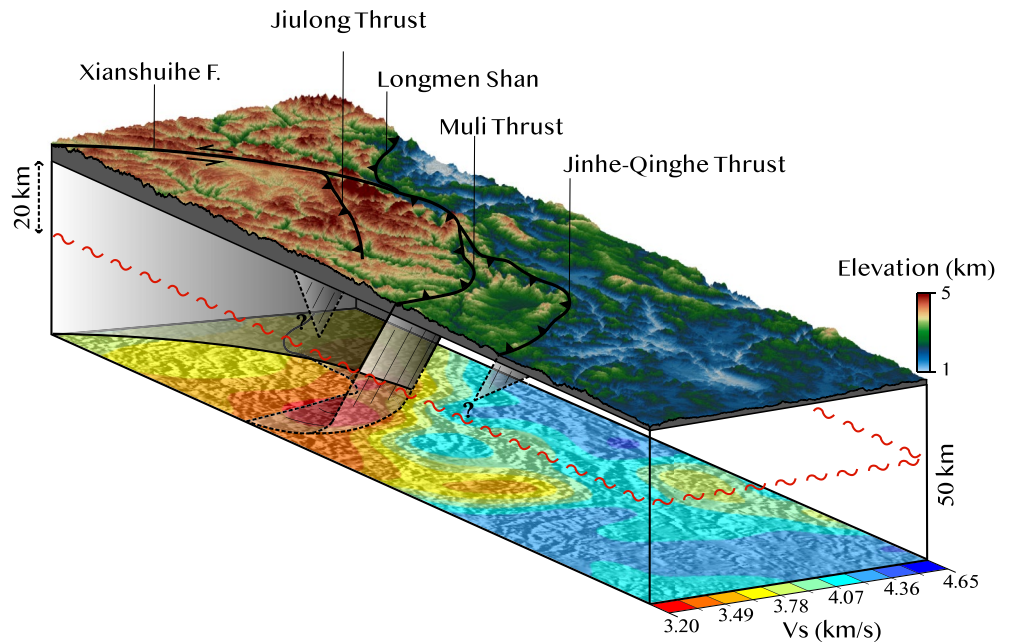 Jiulong Thrust
Xianshuihe F.
Longmen Shan
Muli Thrust
Jinhe-Qinghe Thrust
20 km
Elevation (km)
5
1
?
?
50 km
4.65
4.36
4.07
3.78
3.49
3.20
Vs (km/s)